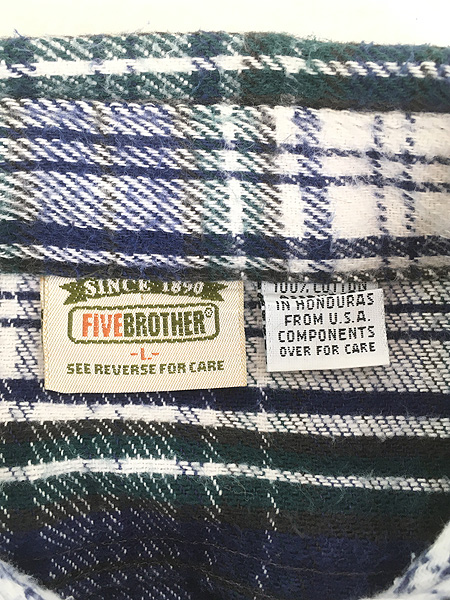 SINCE 1890
FIVEBROTHER®
-L-
SEE REVERSE FOR CARE
100% COTTON
IN HONDURAS
FROM U.S.A.
COMPONENTS
OVER FOR CARE